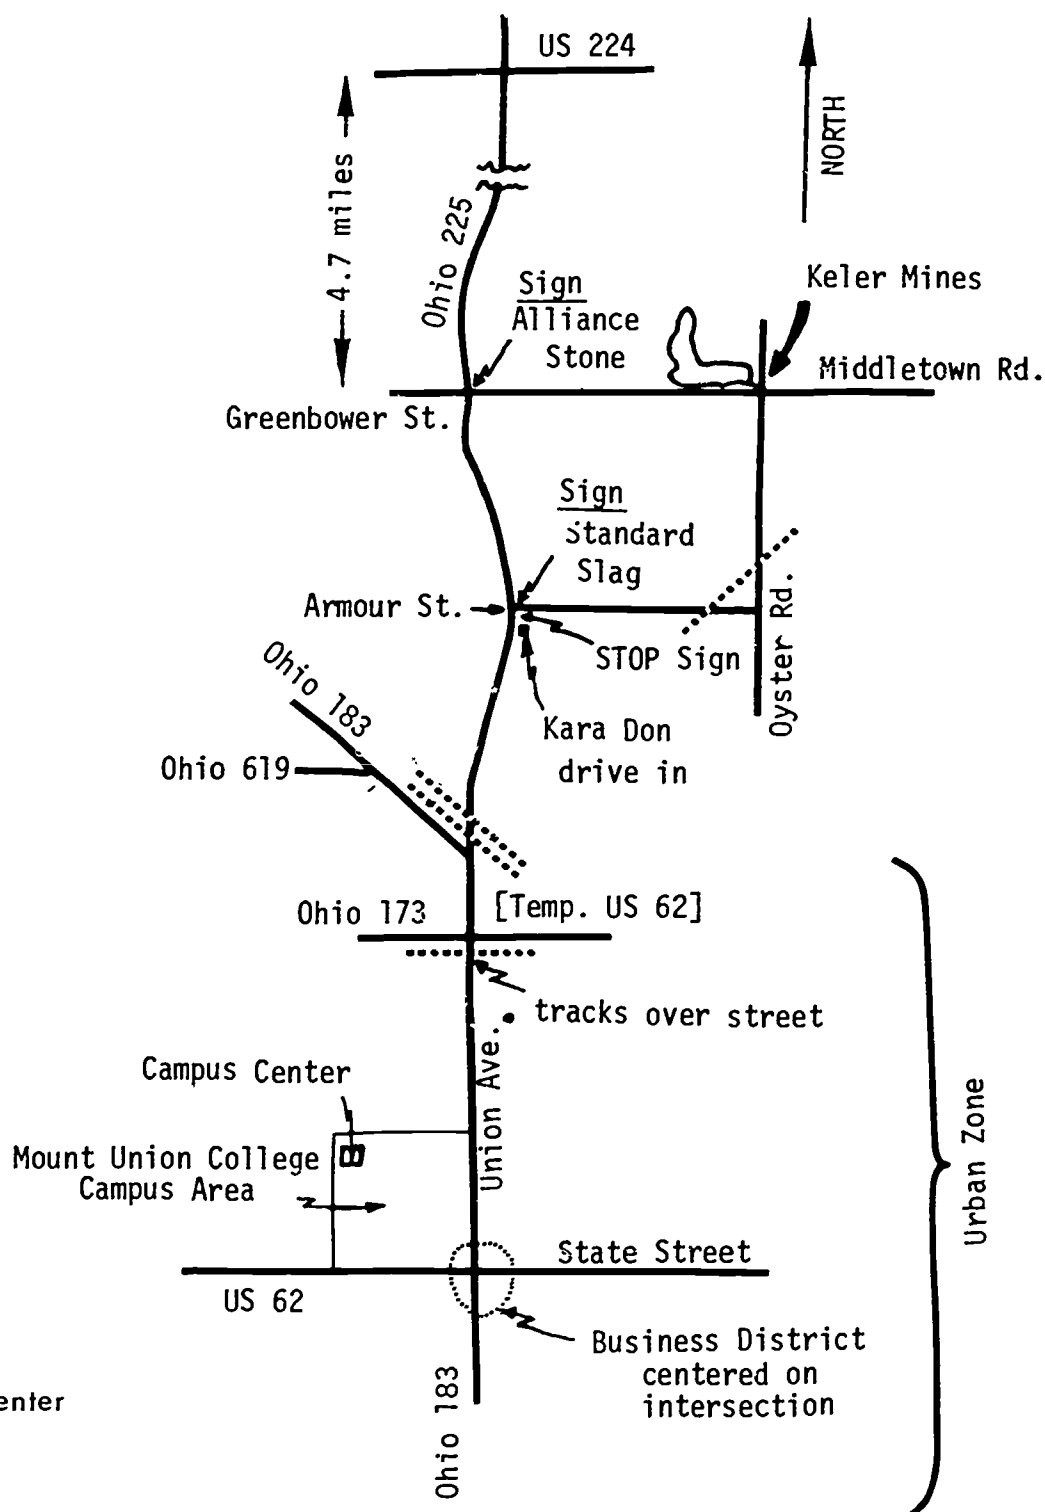 US 224
NORTH
4.7 miles
Ohio 225
Keler Mines
Sign
Alliance
Stone
Middletown Rd.
Greenbower St.
Sign
Standard
Slag
Armour St.
STOP Sign
Oyster Rd.
Ohio 183
Kara Don
drive in
Ohio 619
Ohio 173
[Temp. US 62]
tracks over street
Union Ave.
Campus Center
Mount Union College
Campus Area
Urban Zone
State Street
US 62
Business District
centered on
intersection
Ohio 183
enter